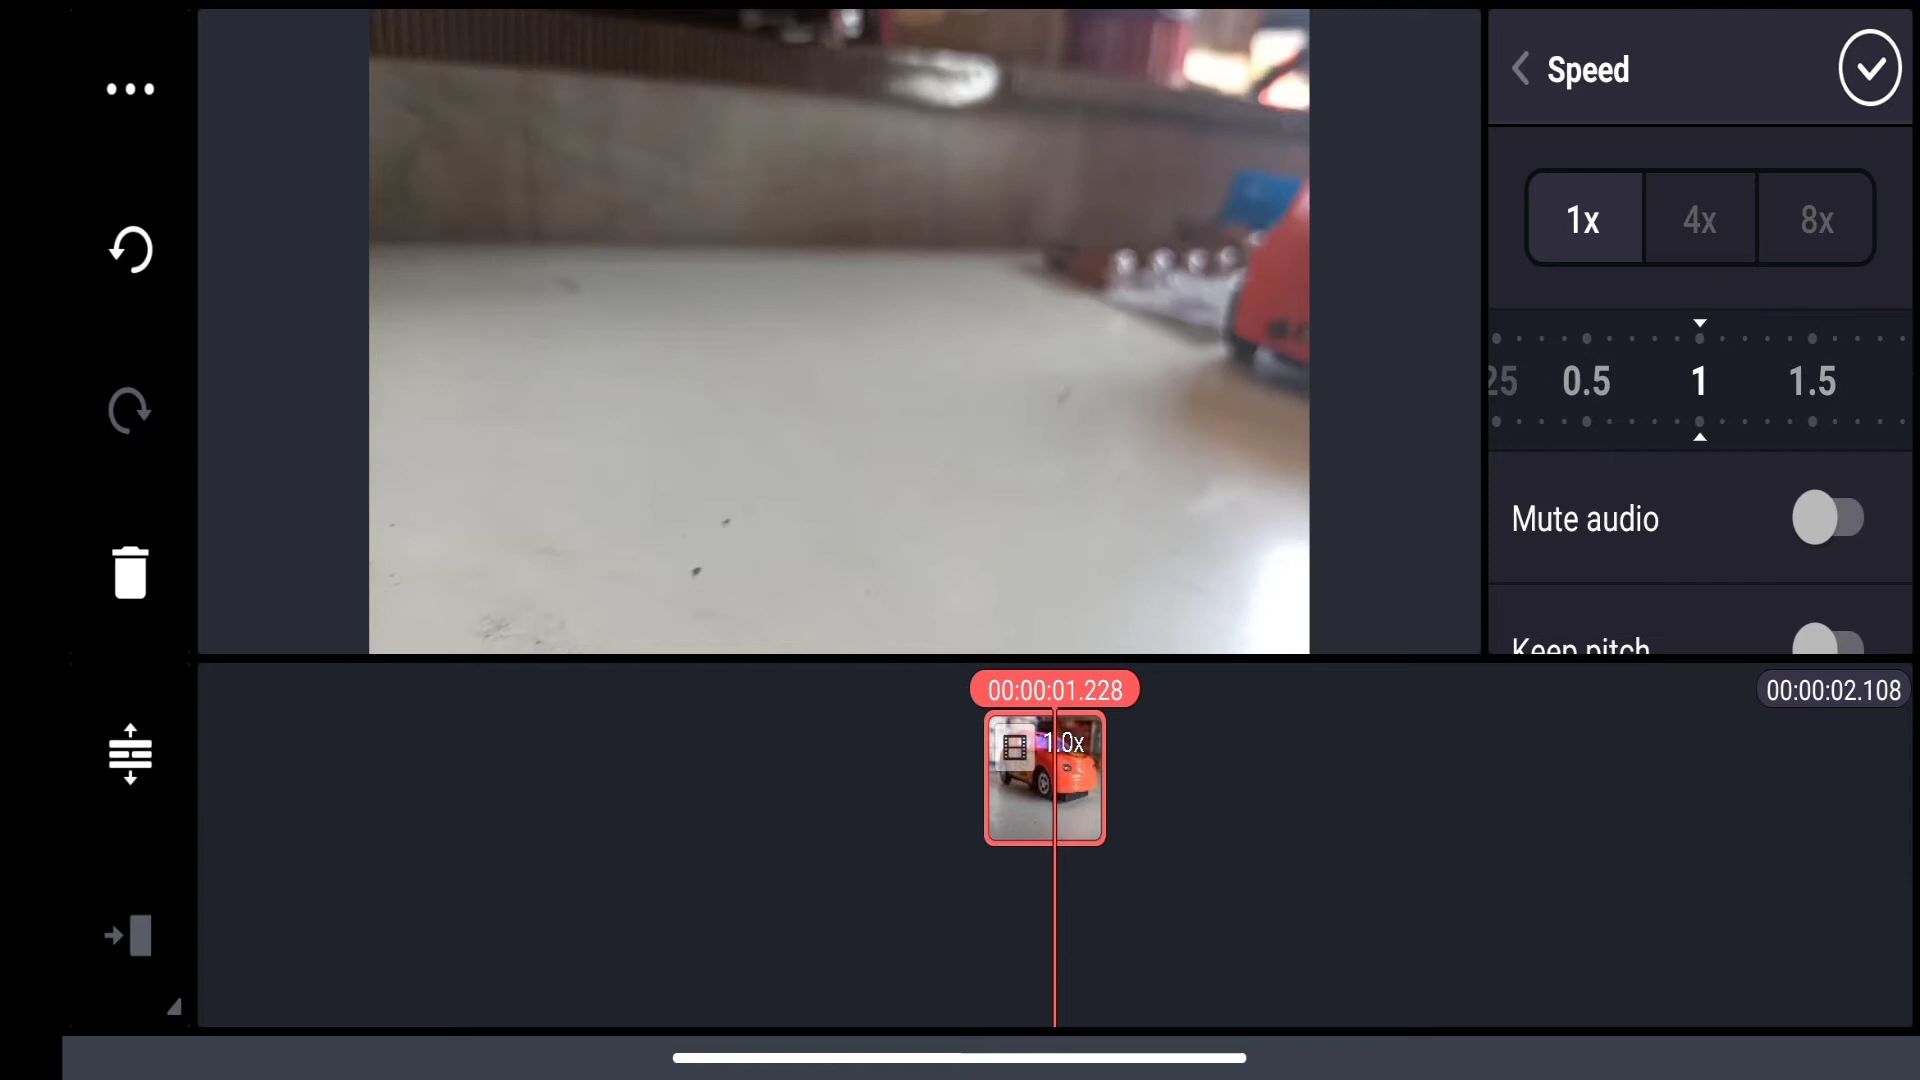 Speed
1x 4x 8x
25 0.5 1 1.5
Mute audio
Keep pitch
00:00:01.228
00:00:02.108
1.0x